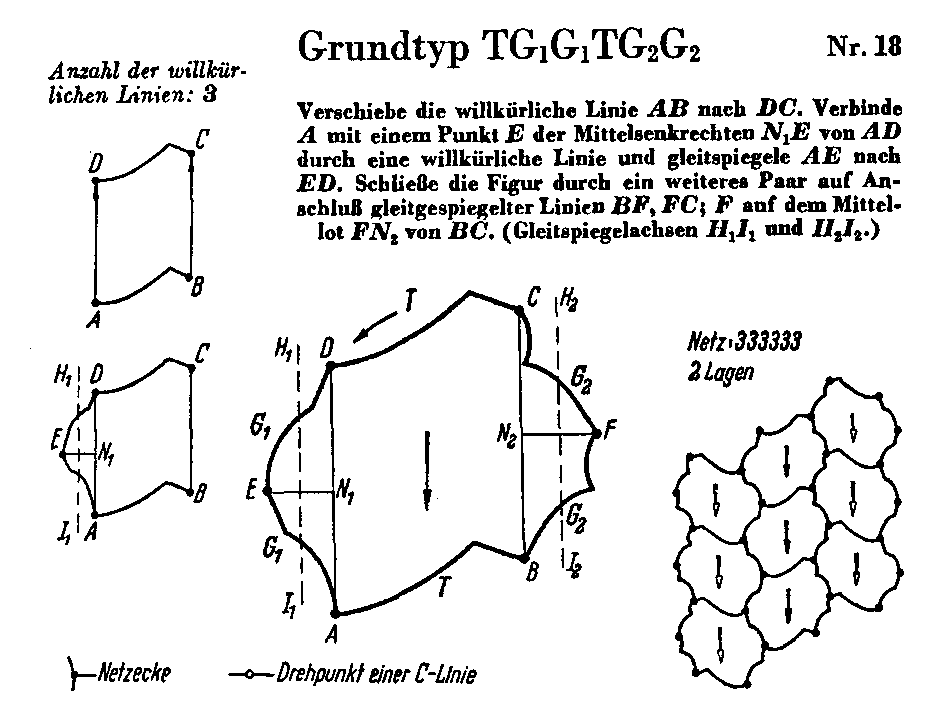 Grundtyp TG₁G₁TG₂G₂
Nr. 18
Anzahl der willkür-
lichen Linien: 3
Verschiebe die willkürliche Linie AB nach DC. Verbinde
A mit einem Punkt E der Mittelsenkrechten N₁E von AD
durch eine willkürliche Linie und gleitspiegele AE nach
ED. Schließe die Figur durch ein weiteres Paar auf An-
schluß gleitgespiegelter Linien BF, FC; F auf dem Mittel-
lot FN₂ von BC. (Gleitspiegelachsen H₁I₁ und H₂I₂.)
C
D
B
A
C
H₁ D
E
N₁
B
I₁ A
T
C
H₂
H₁
D
G₂
G₁
N₂
F
E
N₁
G₂
G₁
B
I₂
I₁
T
A
Netz: 333333
2 Lagen
Netzecke
Drehpunkt einer C-Linie